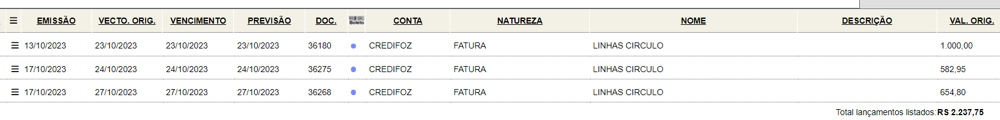 EMISSÃO VECTO. ORIG. VENCIMENTO PREVISÃO DOC. Boleto CONTA NATUREZA NOME DESCRIÇÃO VAL. ORIG.
13/10/2023 23/10/2023 23/10/2023 23/10/2023 36180 CREDIFOZ FATURA LINHAS CIRCULO 1.000,00
17/10/2023 24/10/2023 24/10/2023 24/10/2023 36275 CREDIFOZ FATURA LINHAS CIRCULO 582,95
17/10/2023 27/10/2023 27/10/2023 27/10/2023 36268 CREDIFOZ FATURA LINHAS CIRCULO 654,80
Total lançamentos listados: RS 2.237,75